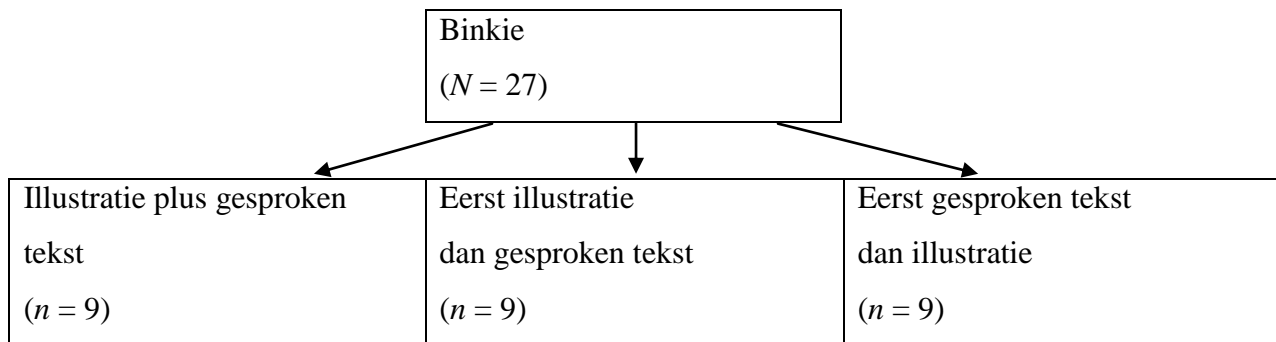 Binkie
(N = 27)
Illustratie plus gesproken
tekst
(n = 9)
Eerst illustratie
dan gesproken tekst
(n = 9)
Eerst gesproken tekst
dan illustratie
(n = 9)